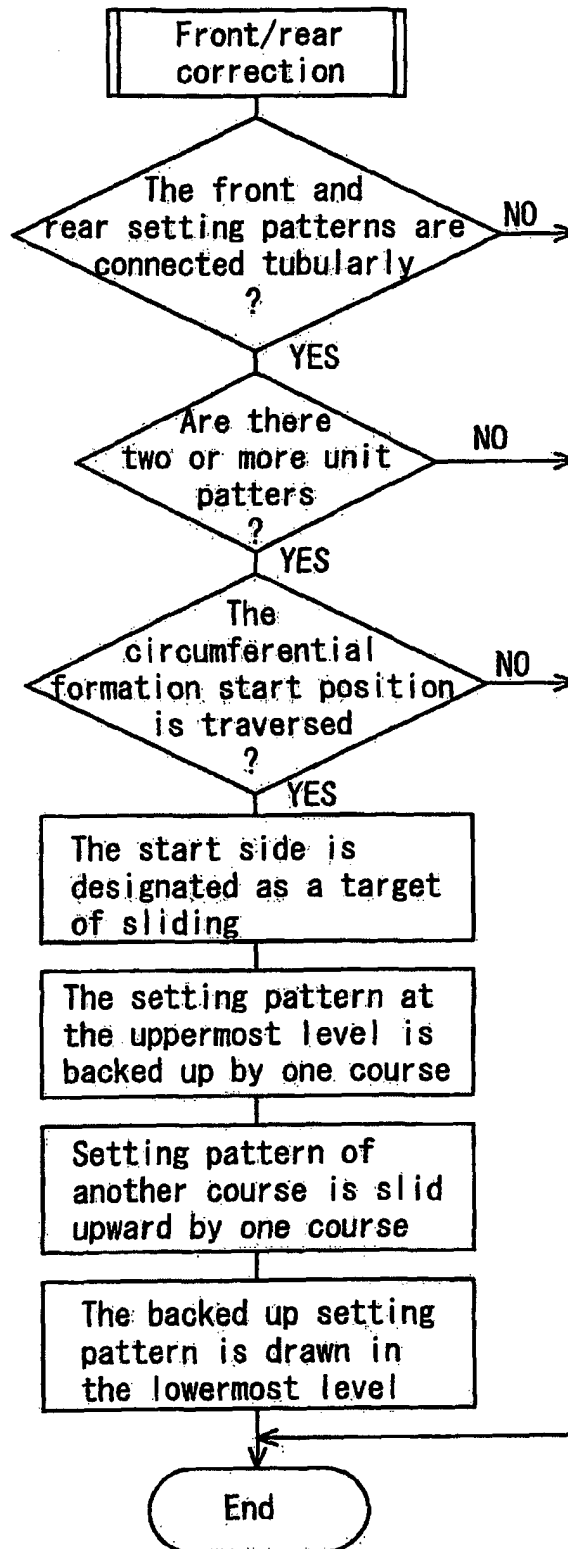 Front/rear
correction
The front and
rear setting patterns are
connected tubularly
?
NO
YES
Are there
two or more unit
patters
?
NO
YES
The
circumferential
formation start position
is traversed
?
NO
YES
The start side is
designated as a target
of sliding
The setting pattern at
the uppermost level is
backed up by one course
Setting pattern of
another course is slid
upward by one course
The backed up setting
pattern is drawn in
the lowermost level
End